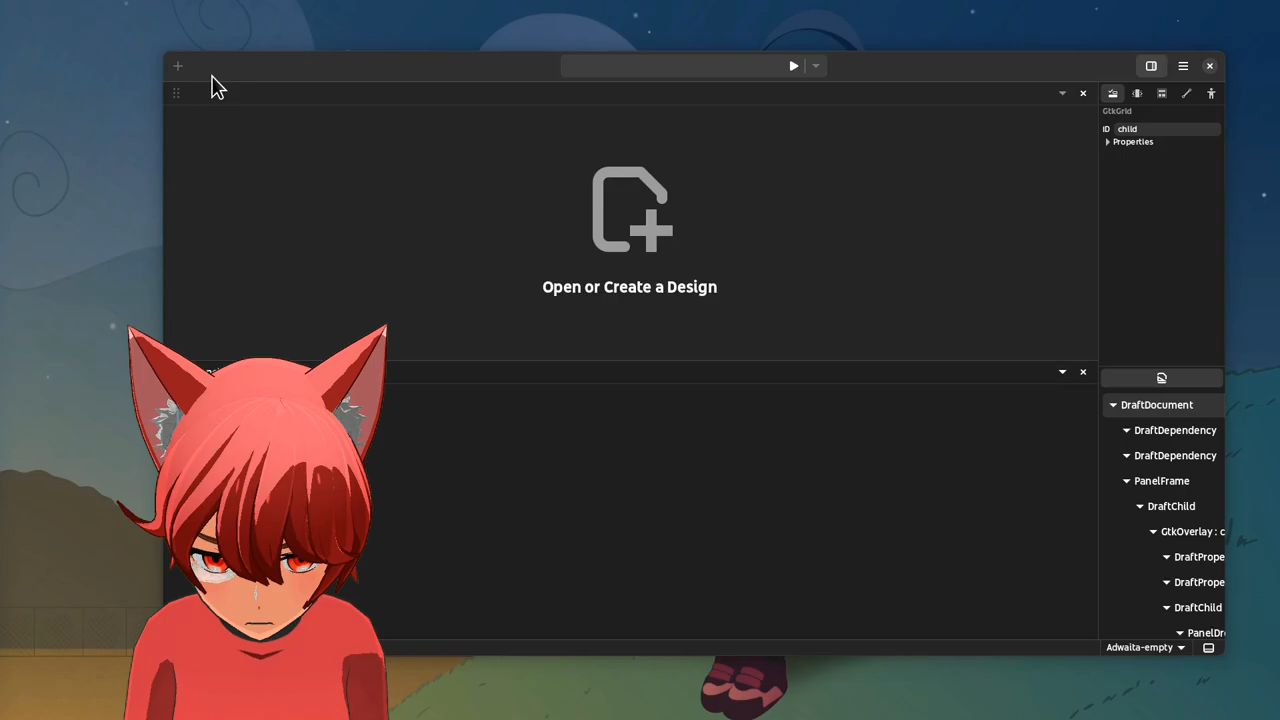 GtkGrid
ID child
Properties
Open or Create a Design
DraftDocument
DraftDependency
DraftDependency
PanelFrame
DraftChild
GtkOverlay : c
DraftPrope
DraftPrope
DraftChild
PanelDr
Adwaita-empty